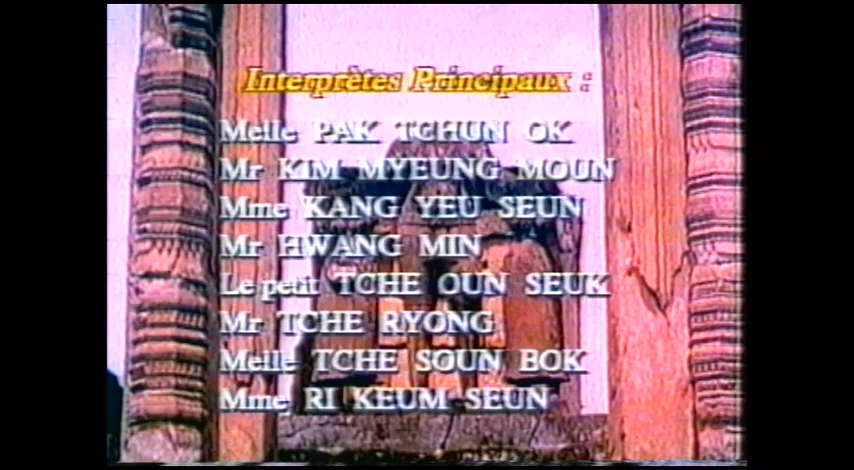 Interprètes Principaux :
Melle PAK TCHUN OK
Mr KIM MYEUNG MOUN
Mme KANG YEU SEUN
Mr HWANG MIN
Le petit TCHE OUN SEUK
Mr TCHE RYONG
Melle TCHE SOUN BOK
Mme RI KEUM SEUN